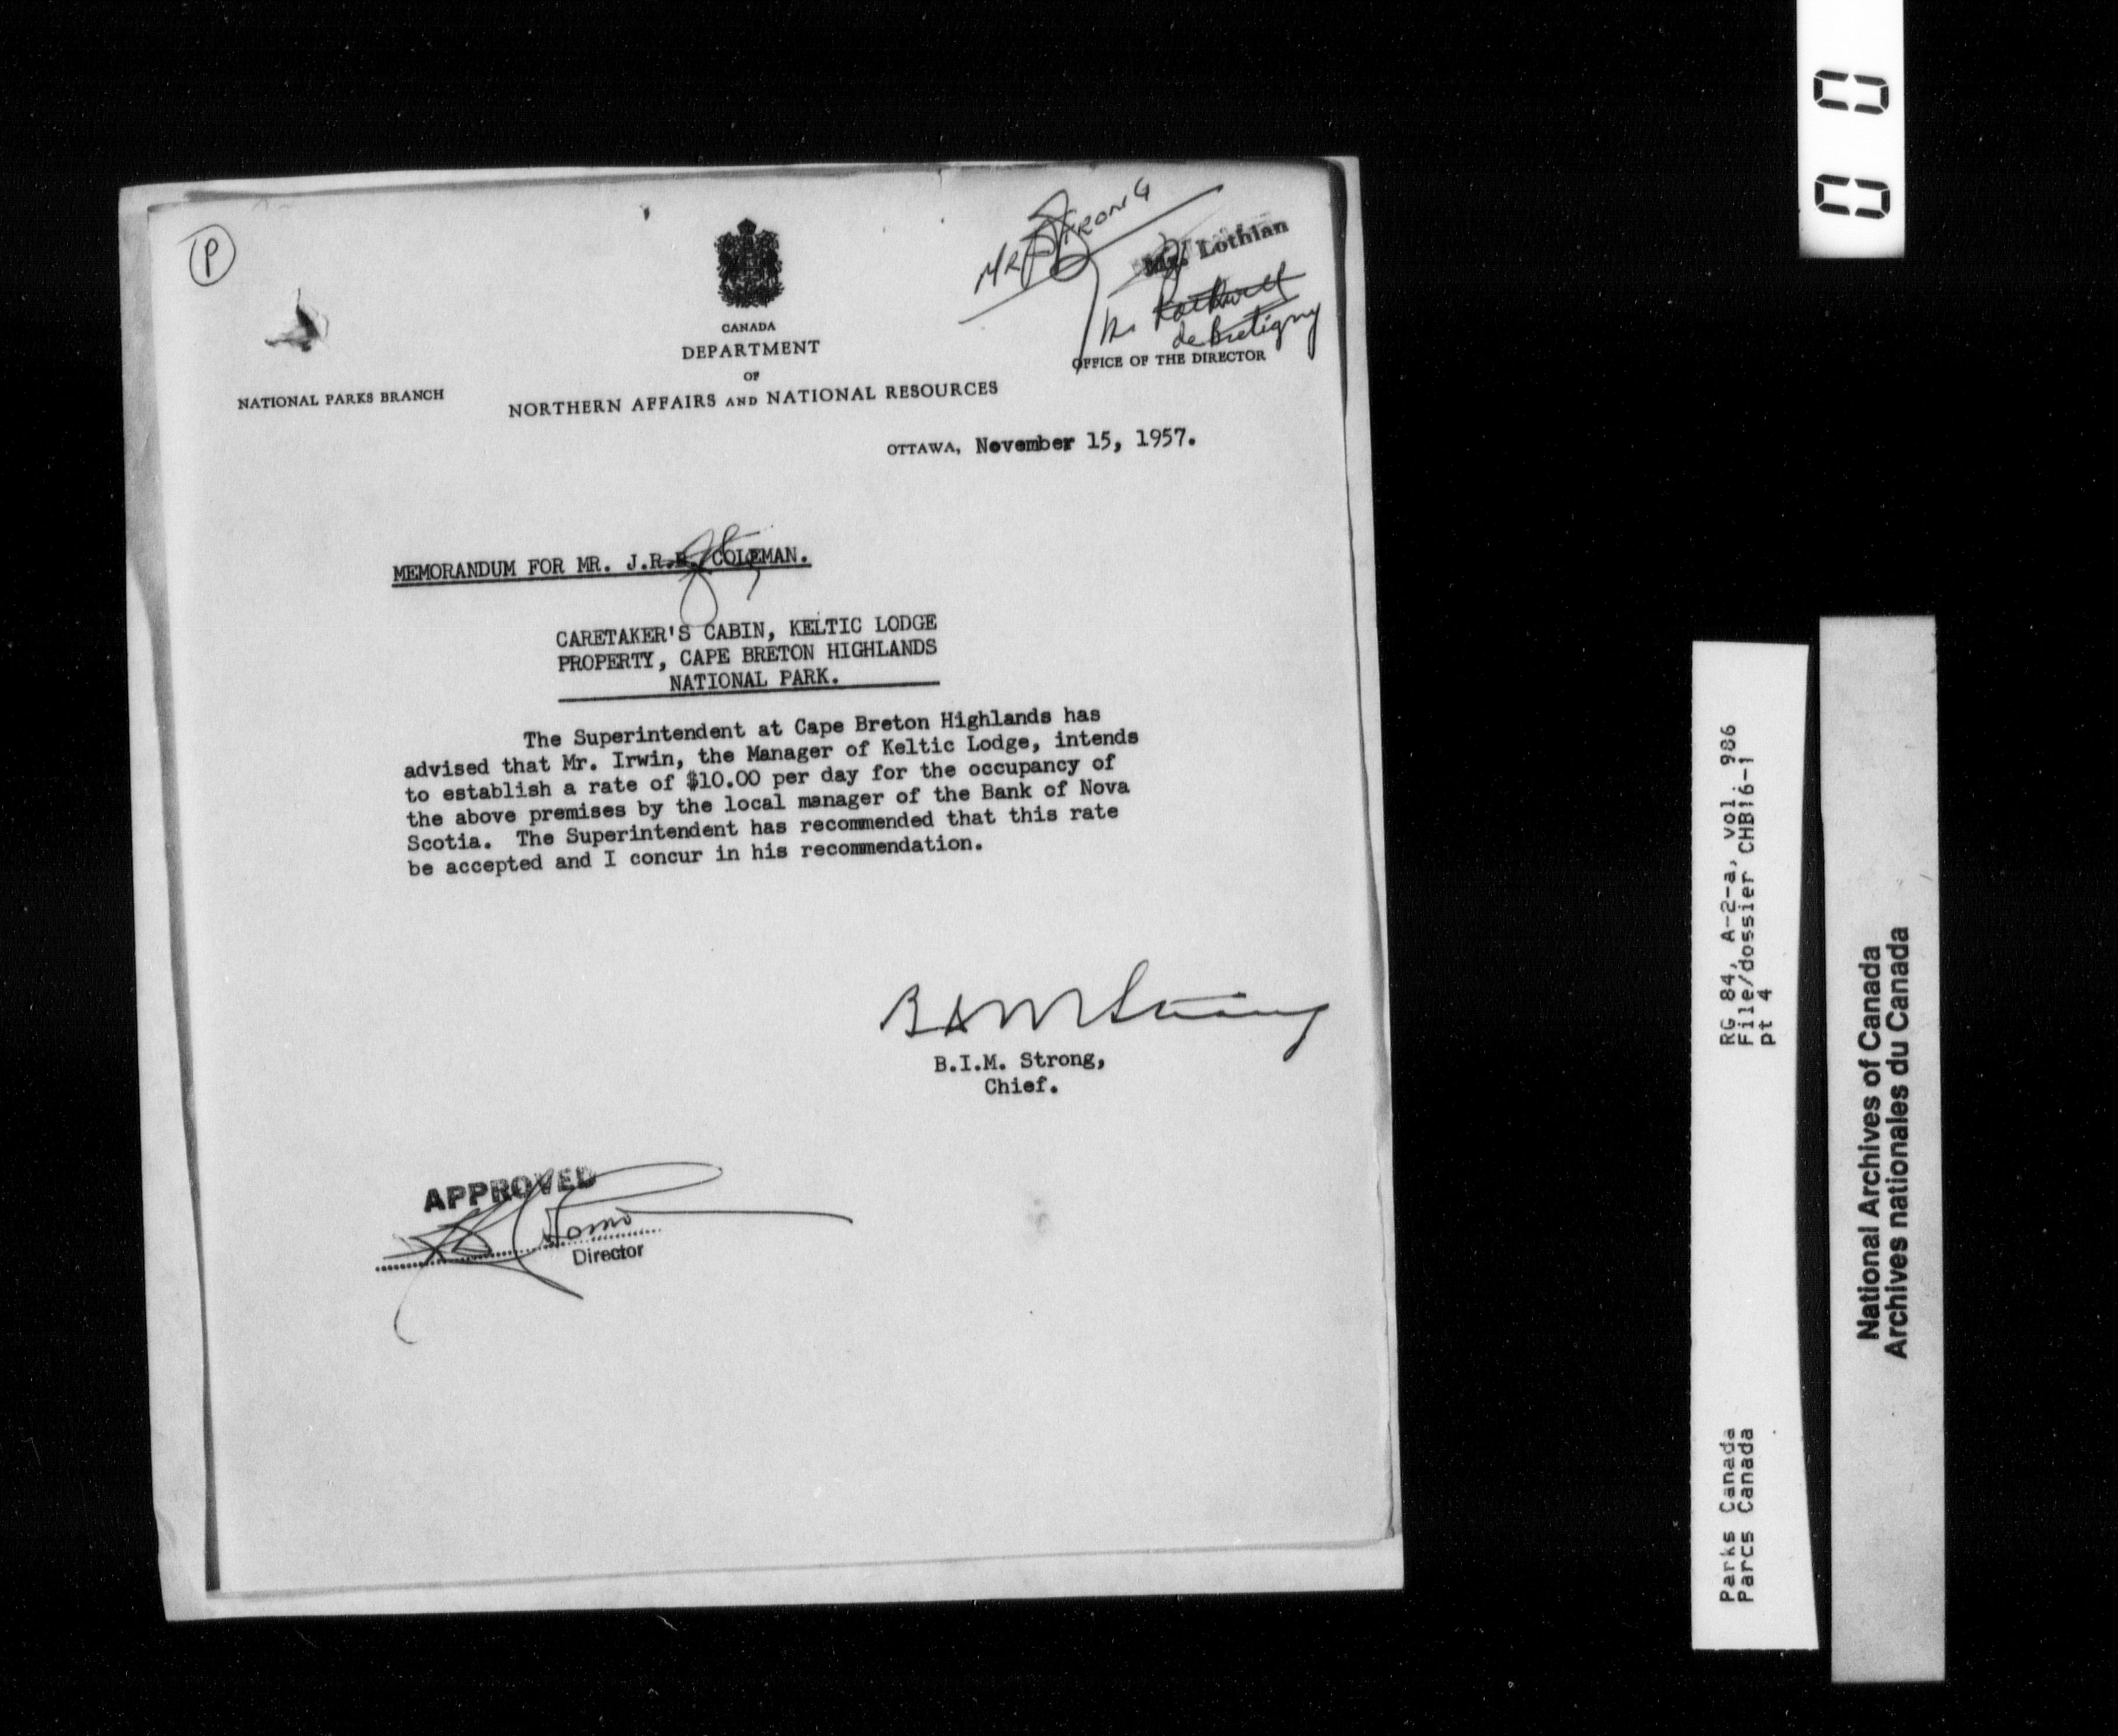 P
MR STRONG
Mr. Lothian
de Bretigny
CANADA
DEPARTMENT
OF
NORTHERN AFFAIRS AND NATIONAL RESOURCES
NATIONAL PARKS BRANCH
OFFICE OF THE DIRECTOR
OTTAWA, November 15, 1957.
MEMORANDUM FOR MR. J.R.B. COLEMAN.
CARETAKER'S CABIN, KELTIC LODGE
PROPERTY, CAPE BRETON HIGHLANDS
NATIONAL PARK.
The Superintendent at Cape Breton Highlands has
advised that Mr. Irwin, the Manager of Keltic Lodge, intends
to establish a rate of $10.00 per day for the occupancy of
the above premises by the local manager of the Bank of Nova
Scotia. The Superintendent has recommended that this rate
be accepted and I concur in his recommendation.
B.I.M. Strong,
Chief.
APPROVED
Director
00
RG 84, A-2-a, vol. 986
File/dossier CHB16-1
pt 4
Parks Canada
Parcs Canada
National Archives of Canada
Archives nationales du Canada